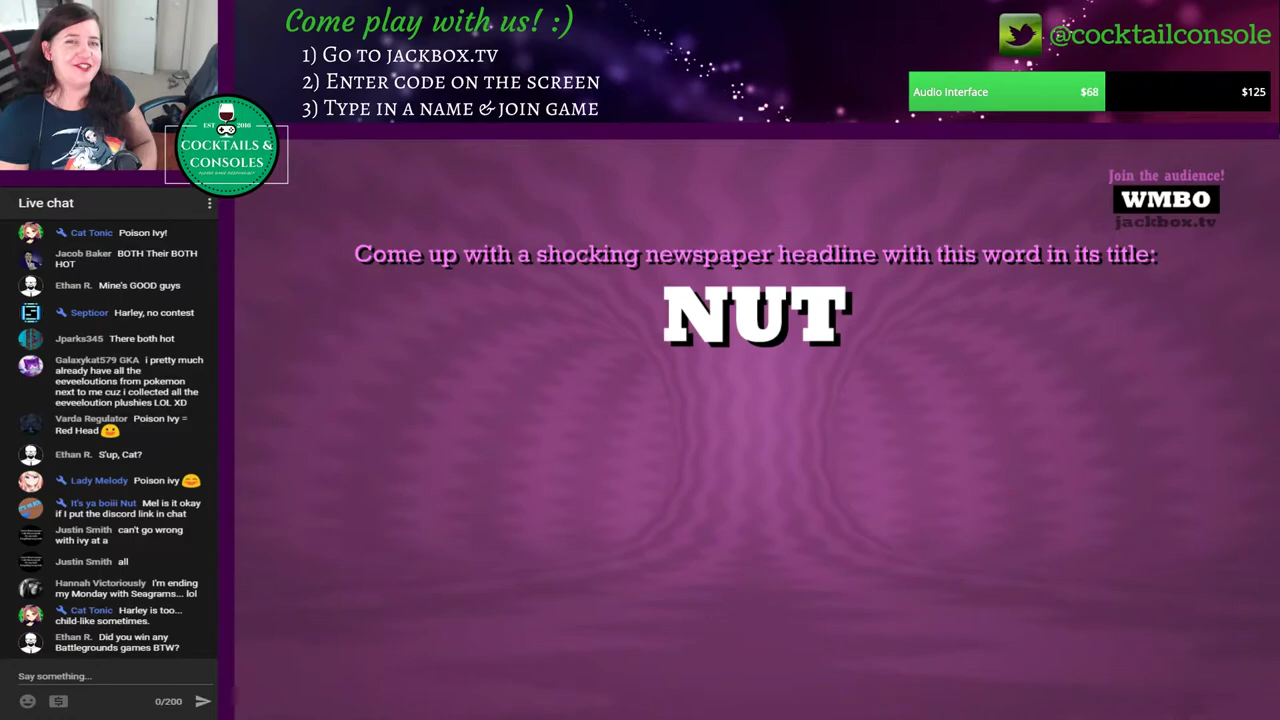 Come play with us! :)
1) Go to jackbox.tv
2) Enter code on the screen
3) Type in a name & join game
@cocktailconsole
Audio Interface $68 $125
EST 2016
COCKTAILS &
CONSOLES
Live chat
Cat Tonic Poison Ivy!
Jacob Baker BOTH Their BOTH
HOT
Ethan R. Mine's GOOD guys
Septicor Harley, no contest
Jparks345 There both hot
Galaxykat579 GKA i pretty much
already have all the
eeveeloutions from pokemon
next to me cuz i collected all the
eeveeloution plushies LOL XD
Varda Regulator Poison Ivy =
Red Head
Ethan R. S'up, Cat?
Lady Melody Poison ivy
It's ya boiii Nut Mel is it okay
if I put the discord link in chat
Justin Smith can't go wrong
with ivy at a
Justin Smith all
Hannah Victoriously I'm ending
my Monday with Seagrams... lol
Cat Tonic Harley is too...
child-like sometimes.
Ethan R. Did you win any
Battlegrounds games BTW?
Say something...
0/200
Join the audience!
WMBO
jackbox.tv
Come up with a shocking newspaper headline with this word in its title:
NUT